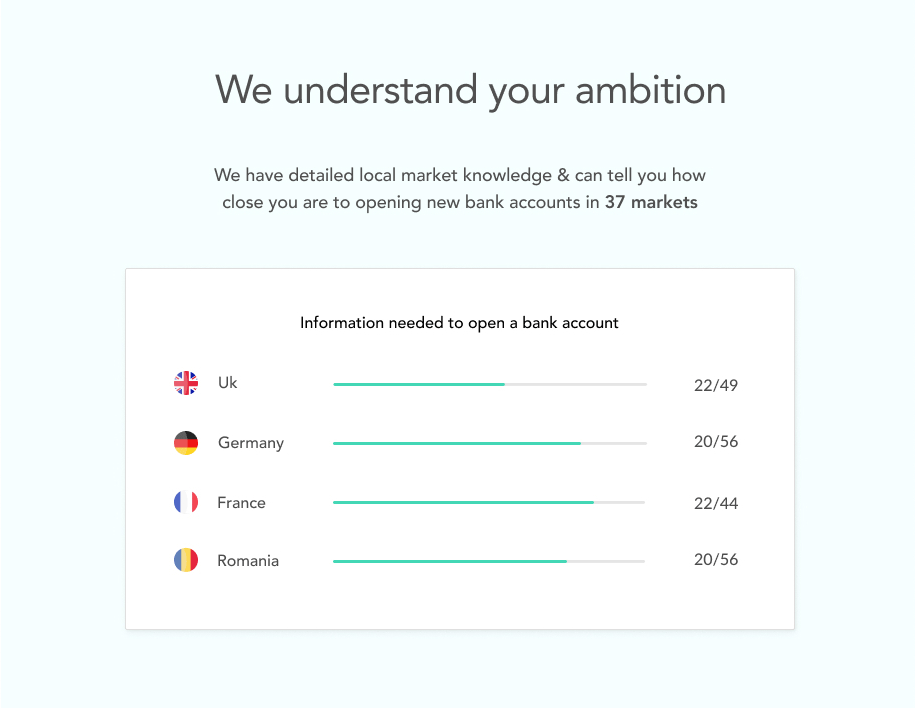 We understand your ambition
We have detailed local market knowledge & can tell you how
close you are to opening new bank accounts in 37 markets
Information needed to open a bank account
Uk 22/49
Germany 20/56
France 22/44
Romania 20/56